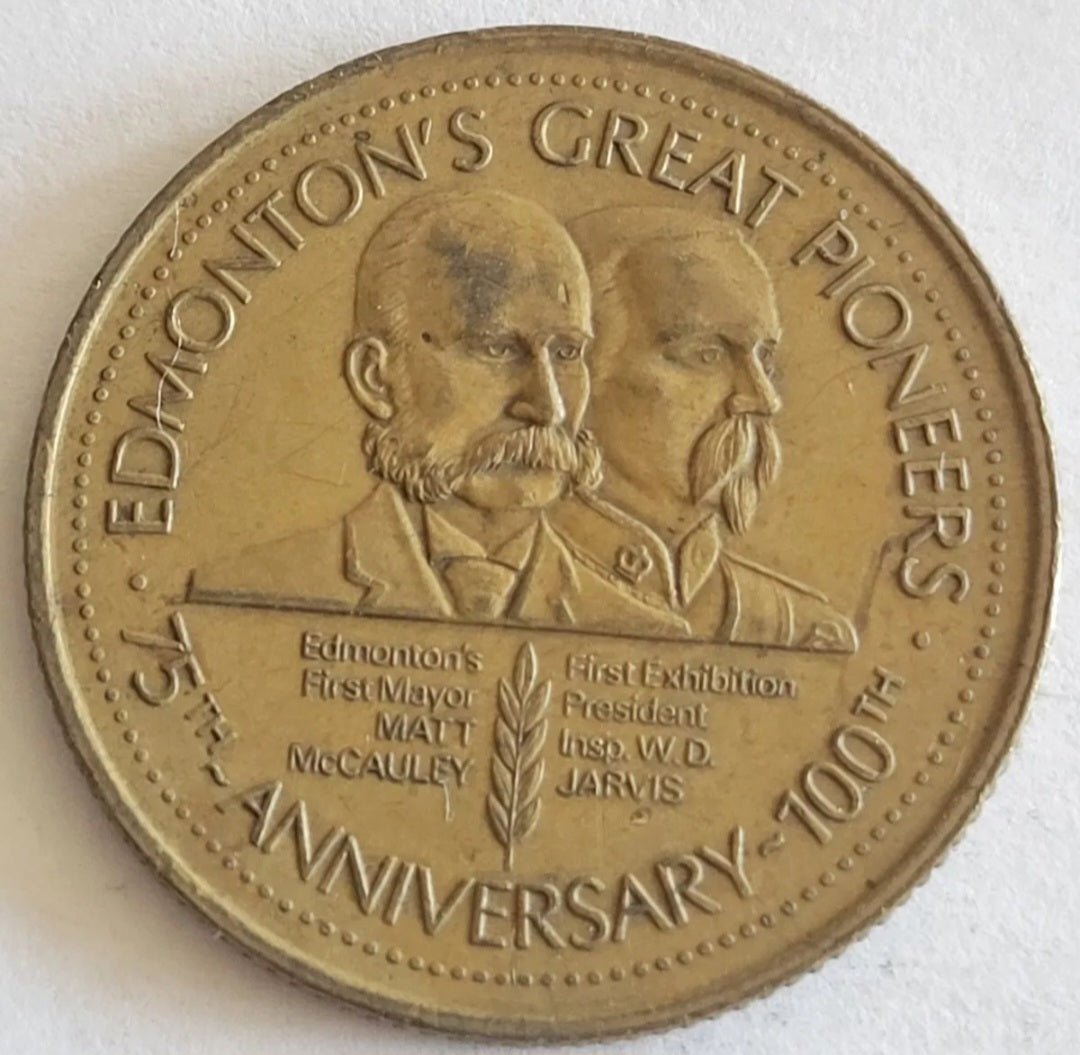 · EDMONTON'S GREAT PIONEERS ·
Edmonton's
First Mayor
MATT
McCAULEY
First Exhibition
President
Insp. W.D.
JARVIS
75TH ~ ANNIVERSARY ~ 100TH